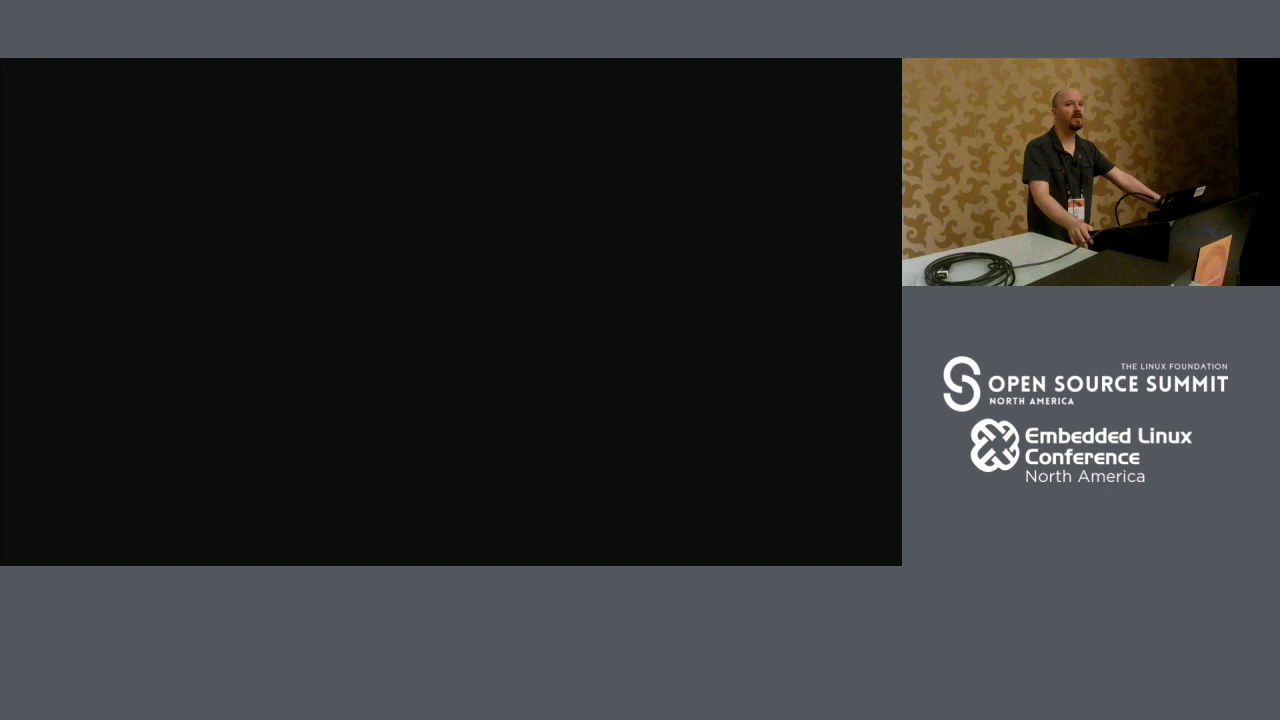 THE LINUX FOUNDATION
OPEN SOURCE SUMMIT
NORTH AMERICA
Embedded Linux
Conference
North America